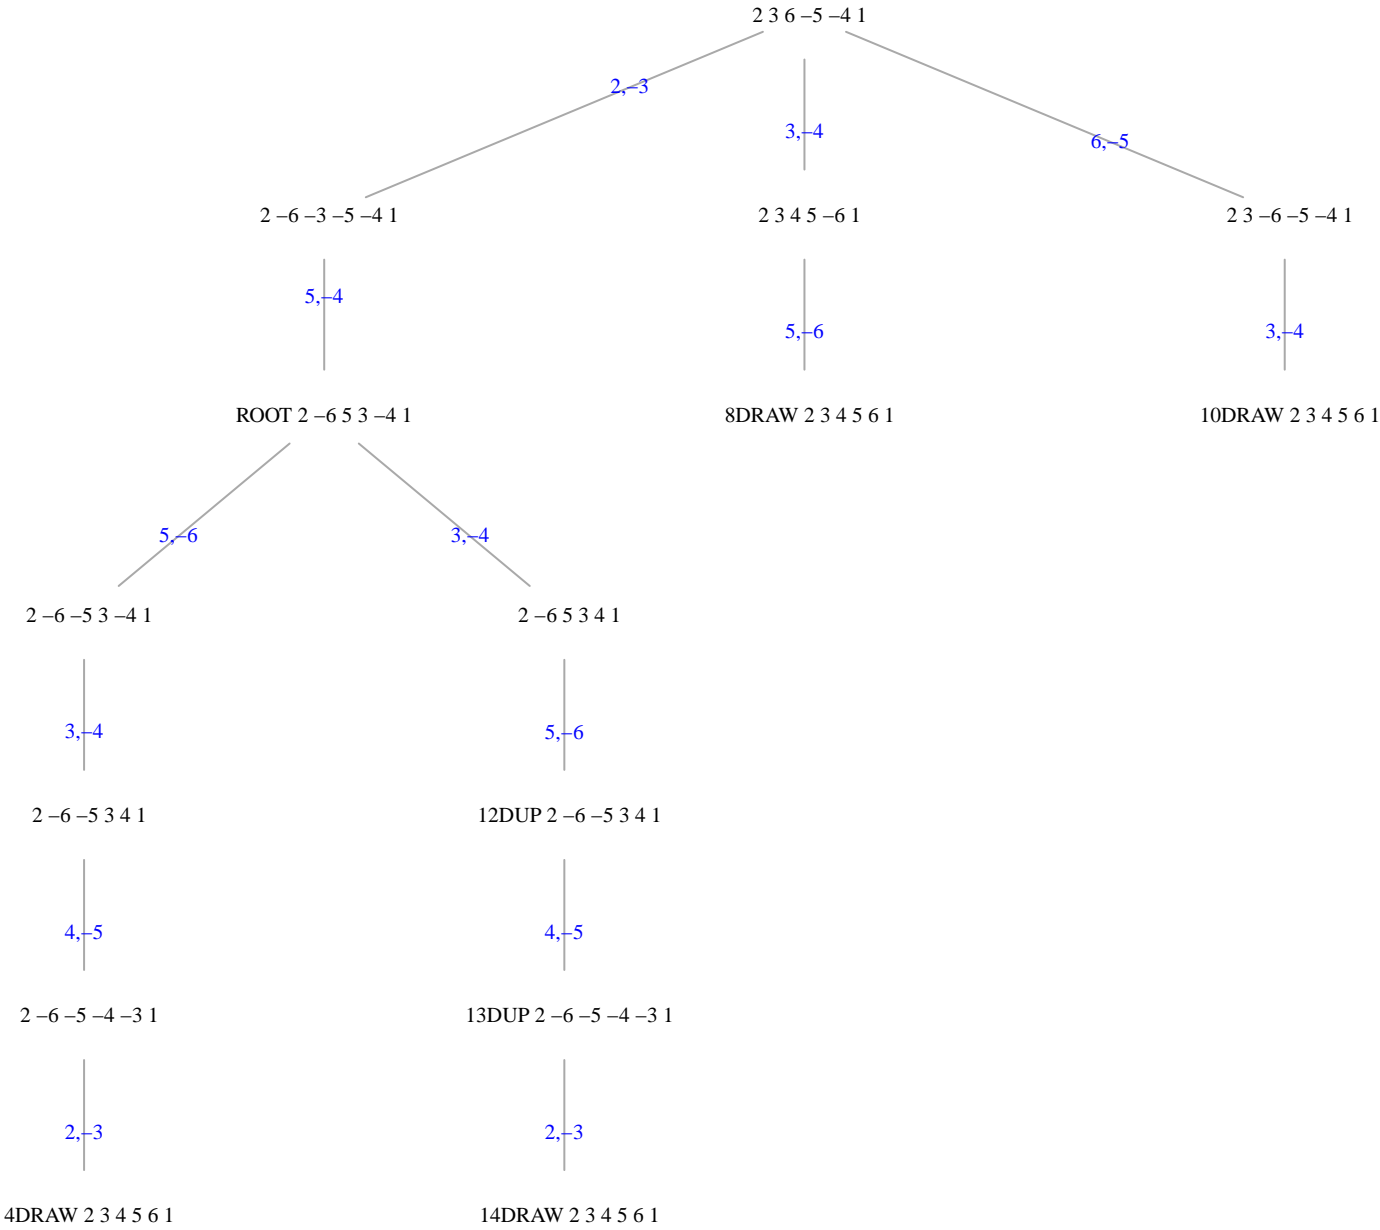 2 3 6 –5 –4 1
2,–3
3,–4
6,–5
2 –6 –3 –5 –4 1
2 3 4 5 –6 1
2 3 –6 –5 –4 1
5,–4
5,–6
3,–4
ROOT 2 –6 5 3 –4 1
8DRAW 2 3 4 5 6 1
10DRAW 2 3 4 5 6 1
5,–6
3,–4
2 –6 –5 3 –4 1
2 –6 5 3 4 1
3,–4
5,–6
2 –6 –5 3 4 1
12DUP 2 –6 –5 3 4 1
4,–5
4,–5
2 –6 –5 –4 –3 1
13DUP 2 –6 –5 –4 –3 1
2,–3
2,–3
4DRAW 2 3 4 5 6 1
14DRAW 2 3 4 5 6 1